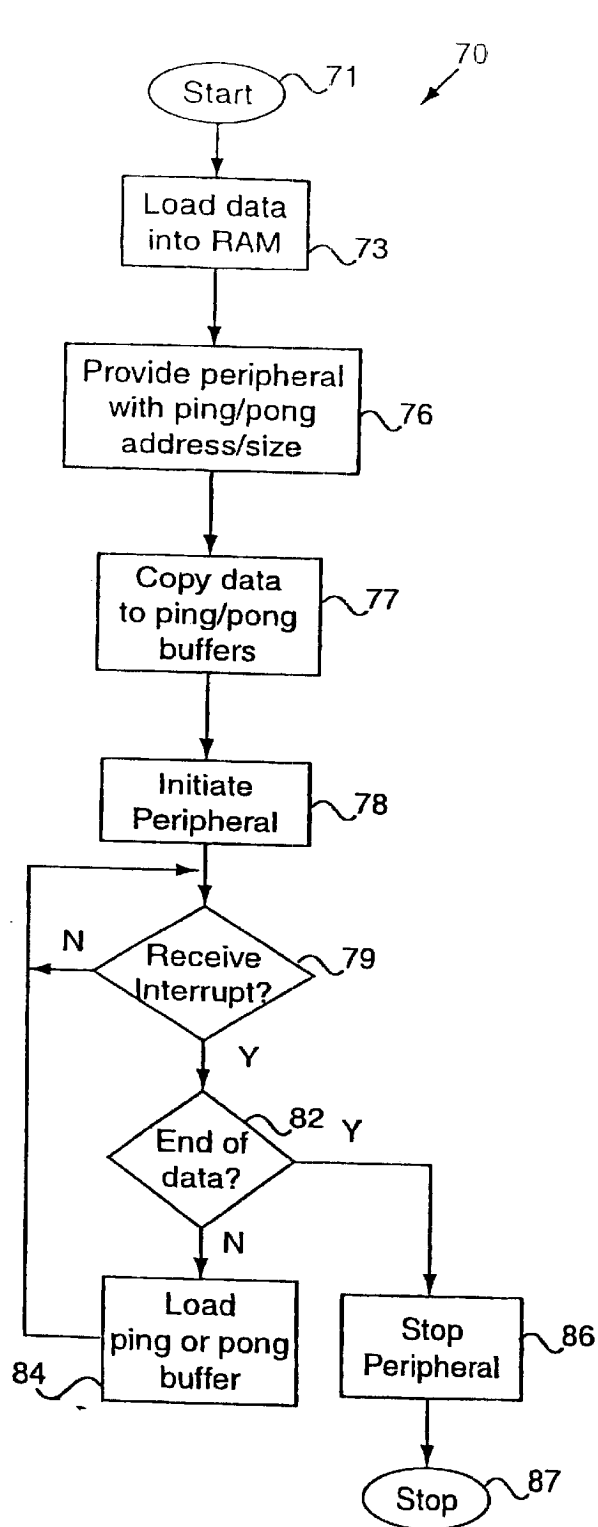 70
Start
71
Load data
into RAM
73
Provide peripheral
with ping/pong
address/size
76
Copy data
to ping/pong
buffers
77
Initiate
Peripheral
78
N
Receive
Interrupt?
79
Y
End of
data?
82
Y
N
Load
ping or pong
buffer
84
Stop
Peripheral
86
Stop
87